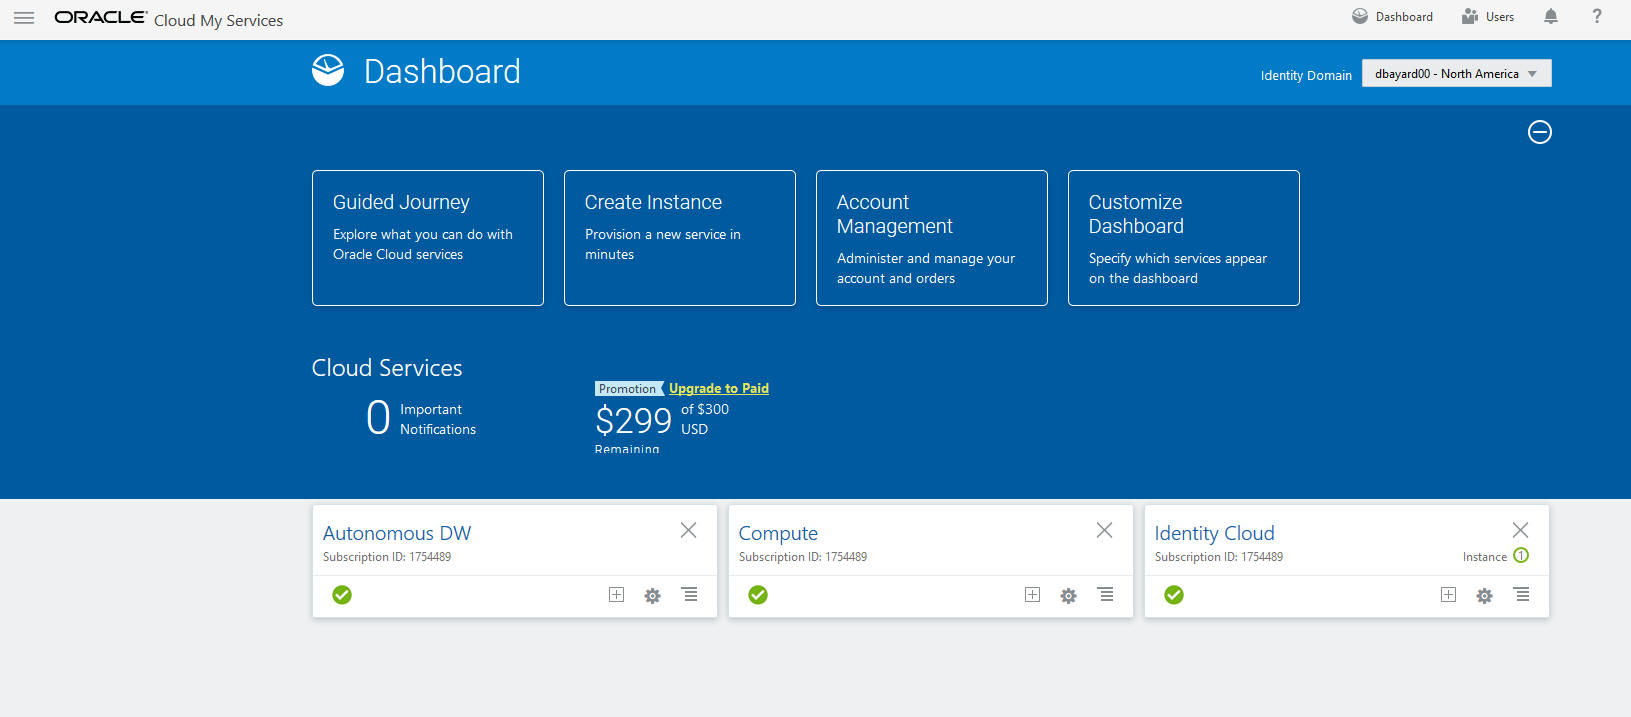 ORACLE® Cloud My Services
Dashboard
Users
?
Dashboard
Identity Domain
dbayard00 - North America
Guided Journey
Explore what you can do with
Oracle Cloud services
Create Instance
Provision a new service in
minutes
Account
Management
Administer and manage your
account and orders
Customize
Dashboard
Specify which services appear
on the dashboard
Cloud Services
0 Important
Notifications
Promotion Upgrade to Paid
$299 of $300
USD
Remaining
Autonomous DW
Subscription ID: 1754489
Compute
Subscription ID: 1754489
Identity Cloud
Subscription ID: 1754489
Instance 1